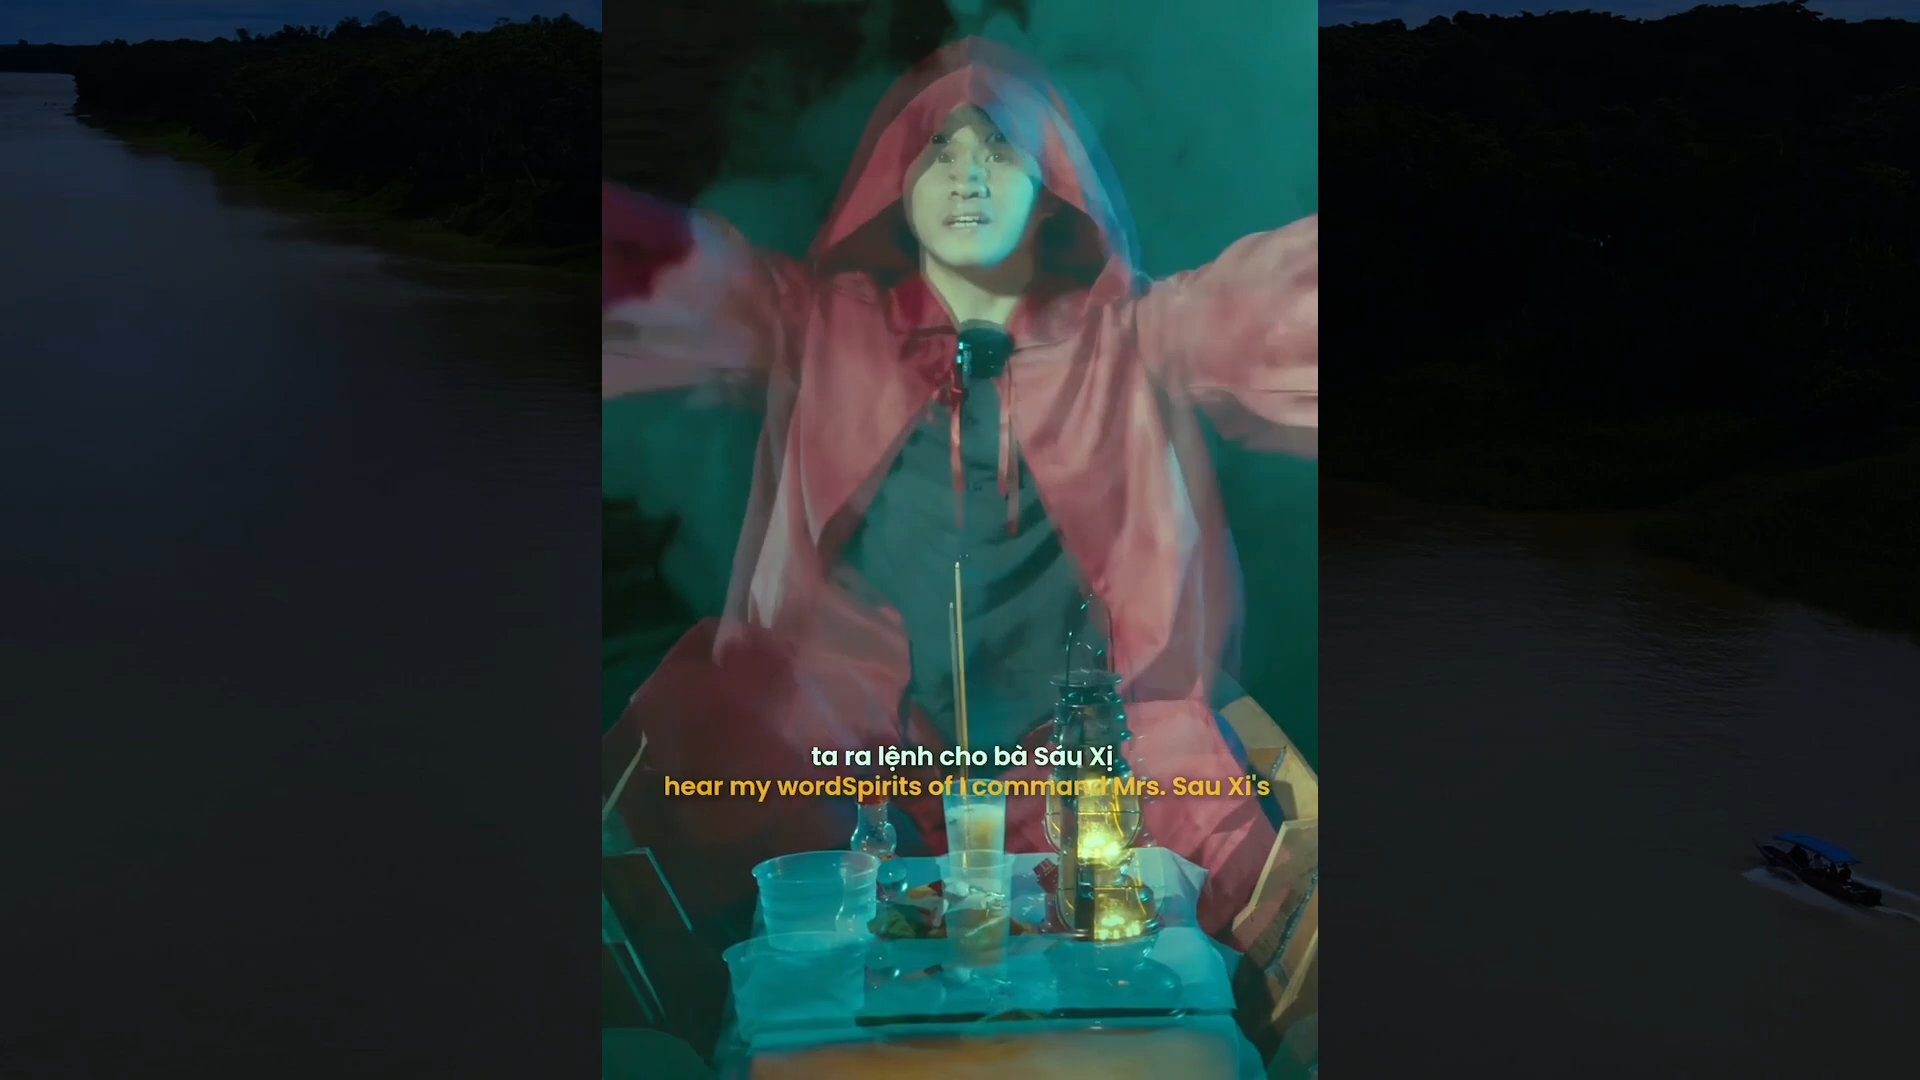 ta ra lệnh cho bà Sáu Xị
hear my wordSpirits of I command Mrs. Sau Xi's